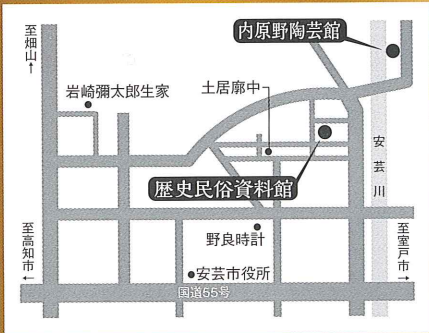 内原野陶芸館
至畑山→
岩崎彌太郎生家
土居廓中
安芸川
歴史民俗資料館
至高知市←
野良時計
至室戸市→
安芸市役所
国道55号